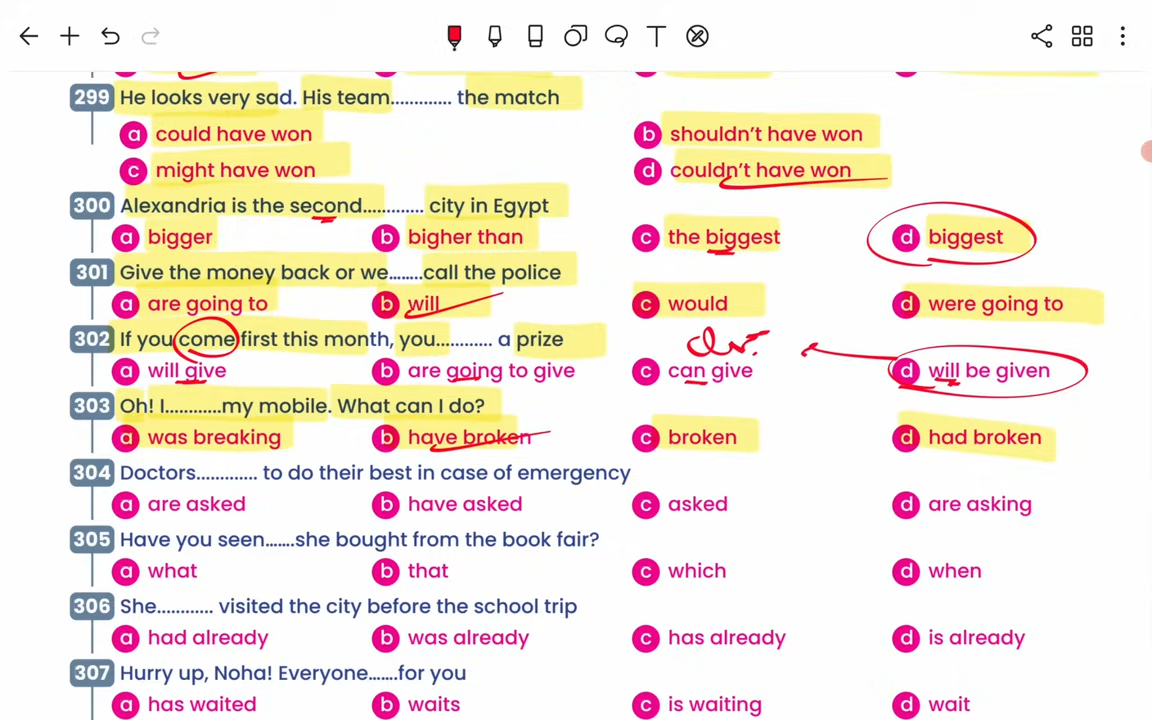 299 He looks very sad. His team............. the match
a could have won b shouldn't have won
c might have won d couldn't have won
300 Alexandria is the second............. city in Egypt
a bigger b bigher than c the biggest d biggest
301 Give the money back or we........call the police
a are going to b will c would d were going to
302 If you come first this month, you............ a prize
a will give b are going to give c can give d will be given
303 Oh! I............my mobile. What can I do?
a was breaking b have broken c broken d had broken
304 Doctors............. to do their best in case of emergency
a are asked b have asked c asked d are asking
305 Have you seen.......she bought from the book fair?
a what b that c which d when
306 She............ visited the city before the school trip
a had already b was already c has already d is already
307 Hurry up, Noha! Everyone.......for you
a has waited b waits c is waiting d wait